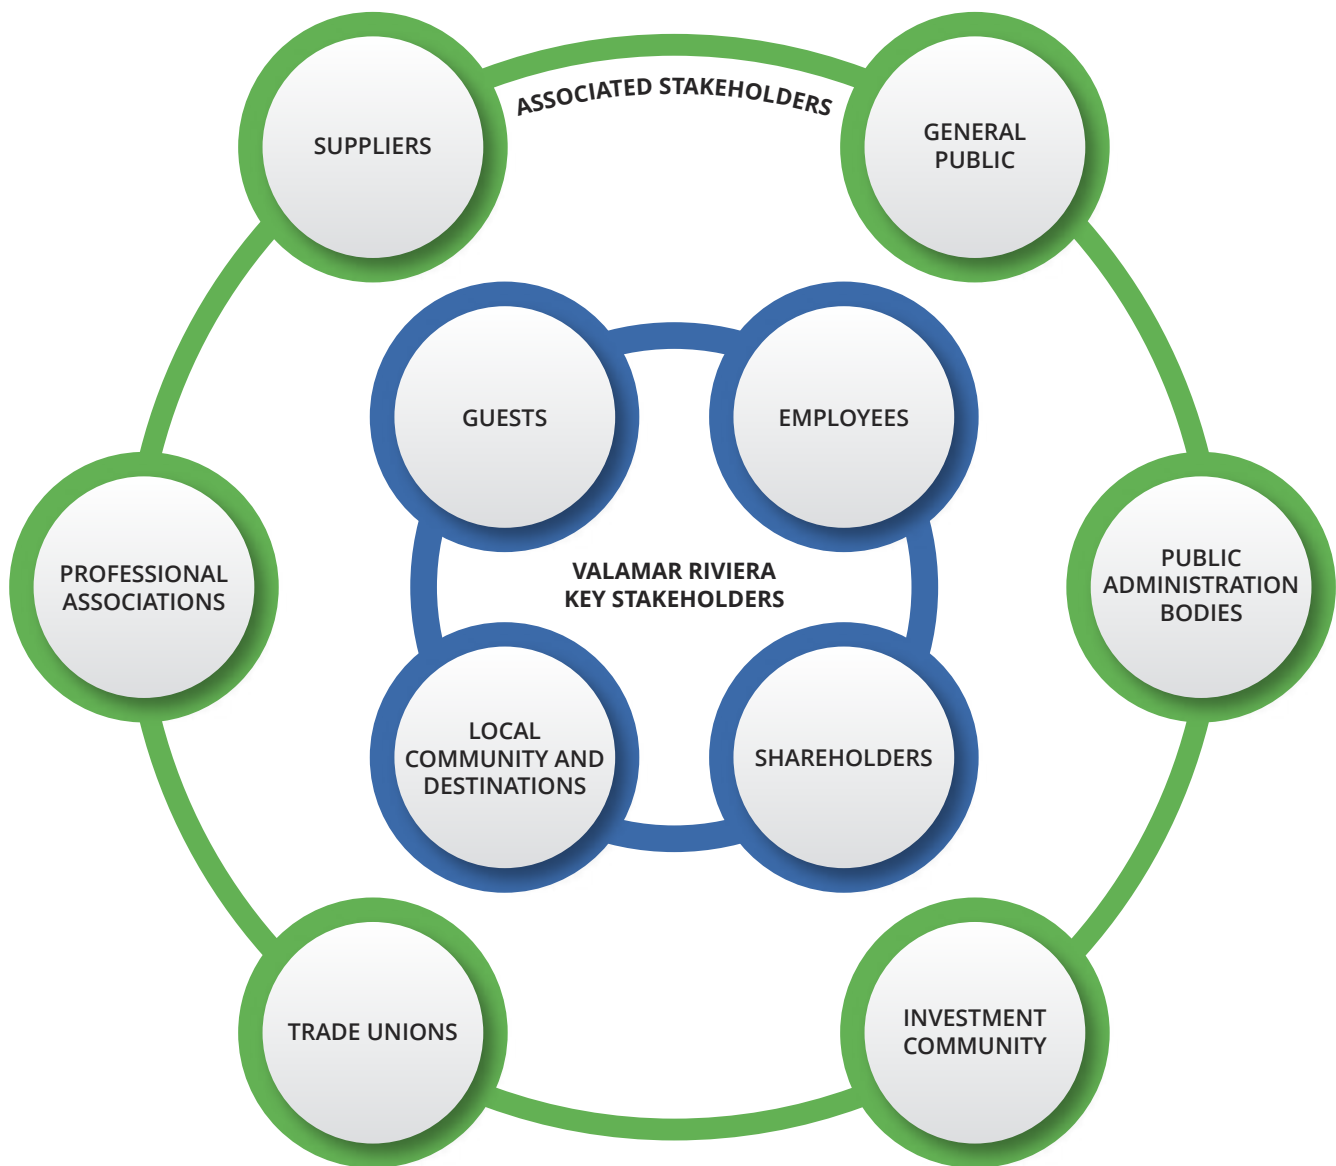 ASSOCIATED STAKEHOLDERS
SUPPLIERS
GENERAL
PUBLIC
GUESTS
EMPLOYEES
PROFESSIONAL
ASSOCIATIONS
VALAMAR RIVIERA
KEY STAKEHOLDERS
PUBLIC
ADMINISTRATION
BODIES
LOCAL
COMMUNITY AND
DESTINATIONS
SHAREHOLDERS
TRADE UNIONS
INVESTMENT
COMMUNITY